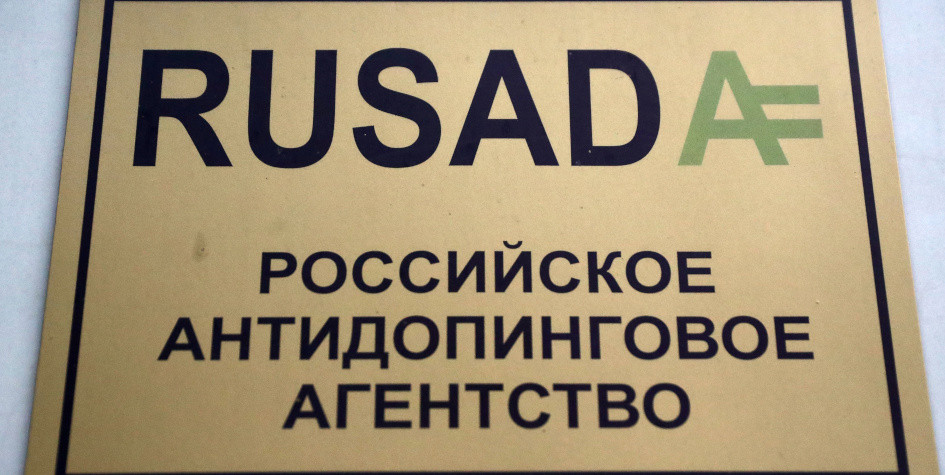 RUSADA
РОССИЙСКОЕ
АНТИДОПИНГОВОЕ
АГЕНТСТВО